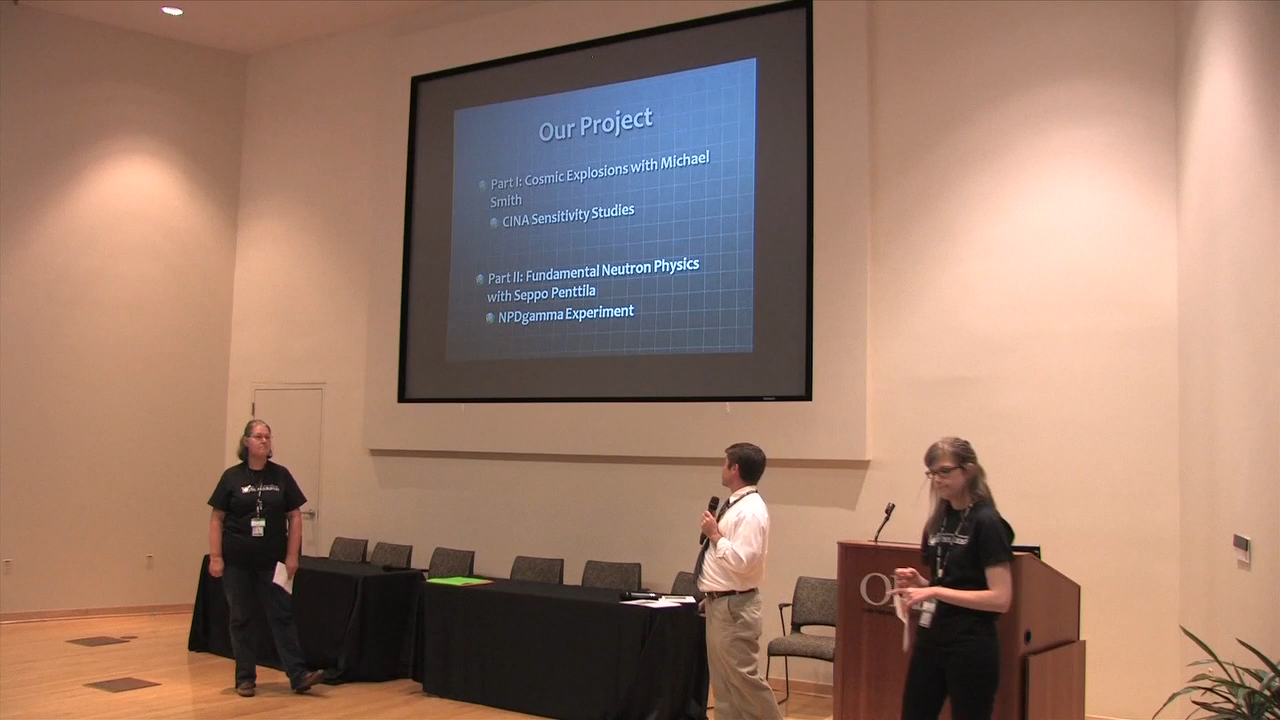 Our Project
Part I: Cosmic Explosions with Michael
Smith
CINA Sensitivity Studies
Part II: Fundamental Neutron Physics
with Seppo Penttila
NPDgamma Experiment